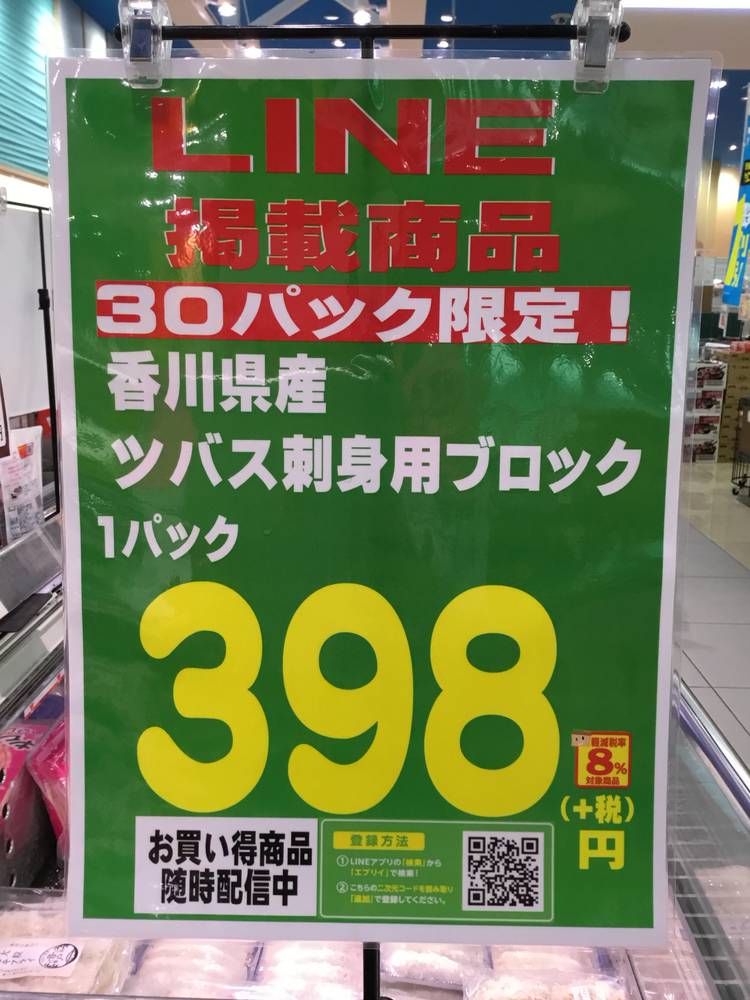 LINE
掲載商品
30パック限定！
香川県産
ツバス刺身用ブロック
1パック
398
軽減税率
8%
対象商品
(+税)
円
お買い得商品
随時配信中
登録方法
①LINEアプリの「検索」から
「エブリイ」で検索！
②こちらの二次元コードを読み取り
「追加」で登録してください。